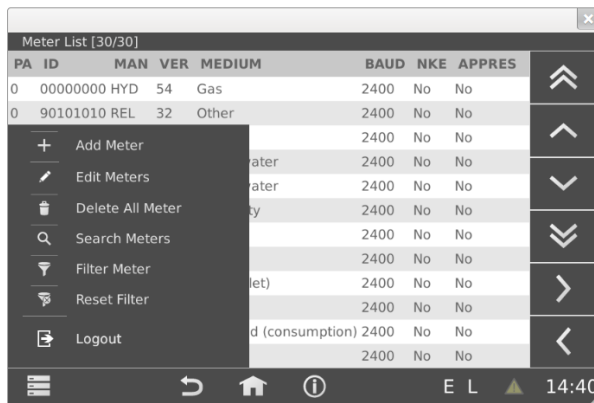 Meter List [30/30]
PA ID MAN VER MEDIUM BAUD NKE APPRES
0 00000000 HYD 54 Gas 2400 No No
0 90101010 REL 32 Other 2400 No No
2400 No No
Add Meter
vater 2400 No No
Edit Meters
vater 2400 No No
Delete All Meter
ty 2400 No No
Search Meters
2400 No No
Filter Meter
2400 No No
let) 2400 No No
Reset Filter
2400 No No
Logout
d (consumption) 2400 No No
2400 No No
E L 14:40